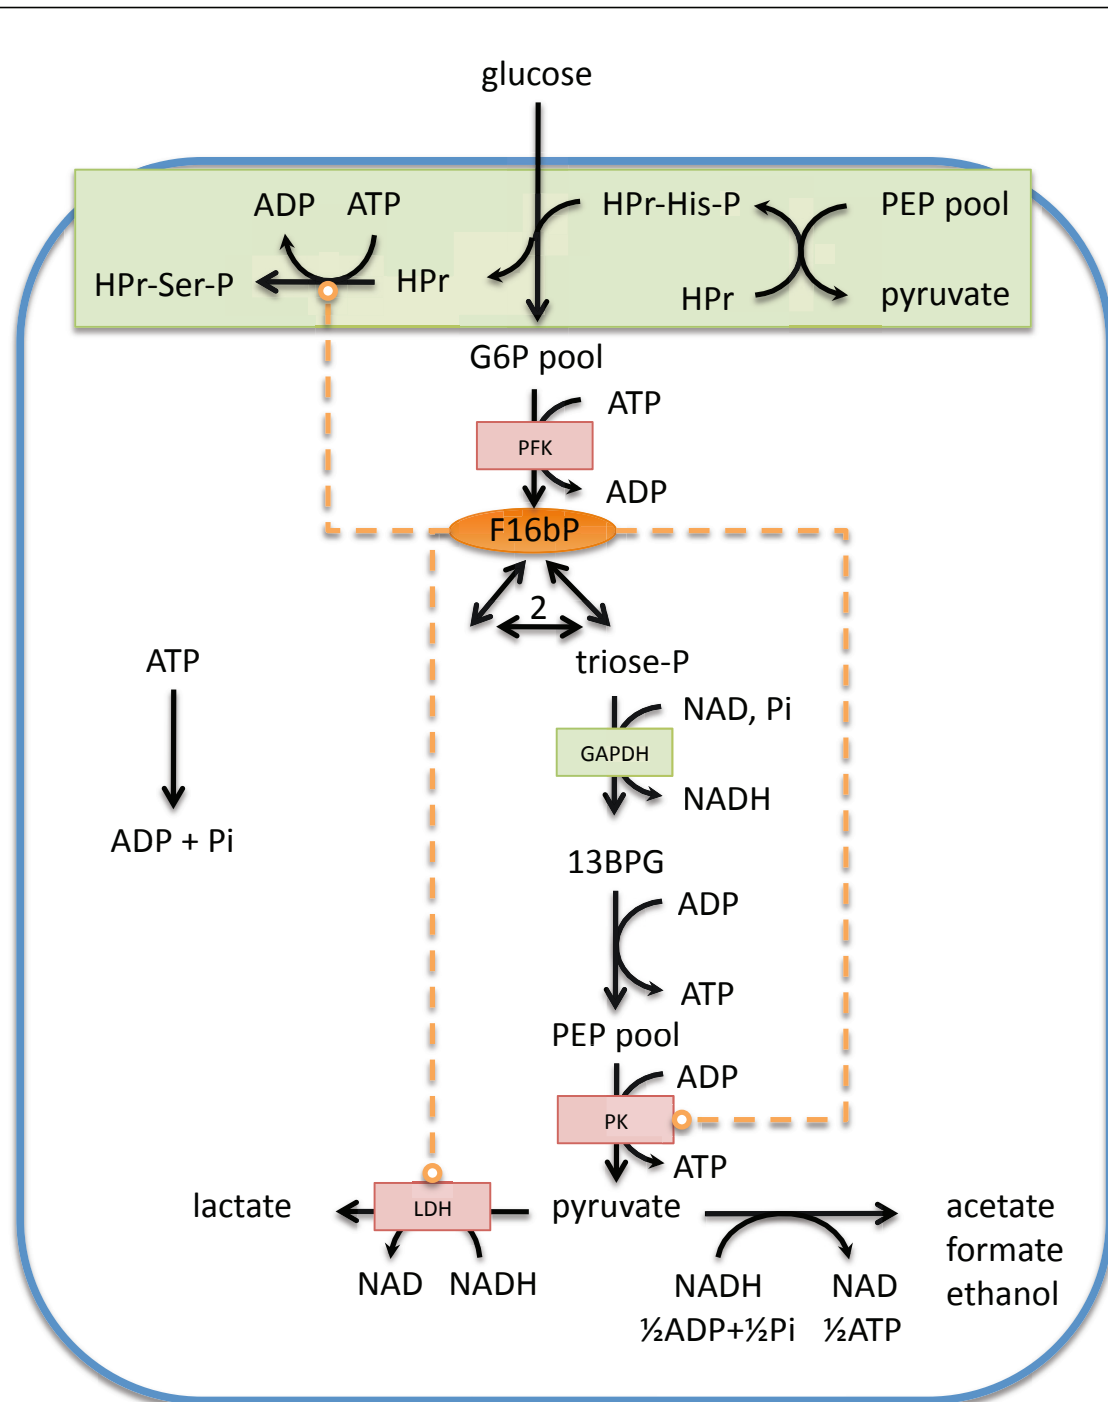 glucose
ADP ATP
HPr-His-P
PEP pool
HPr-Ser-P
HPr
HPr
pyruvate
G6P pool
ATP
PFK
ADP
F16bP
2
ATP
triose-P
NAD, Pi
GAPDH
NADH
ADP + Pi
13BPG
ADP
ATP
PEP pool
ADP
PK
ATP
lactate
LDH
pyruvate
acetate
formate
ethanol
NAD NADH
NADH
½ADP+½Pi
NAD
½ATP